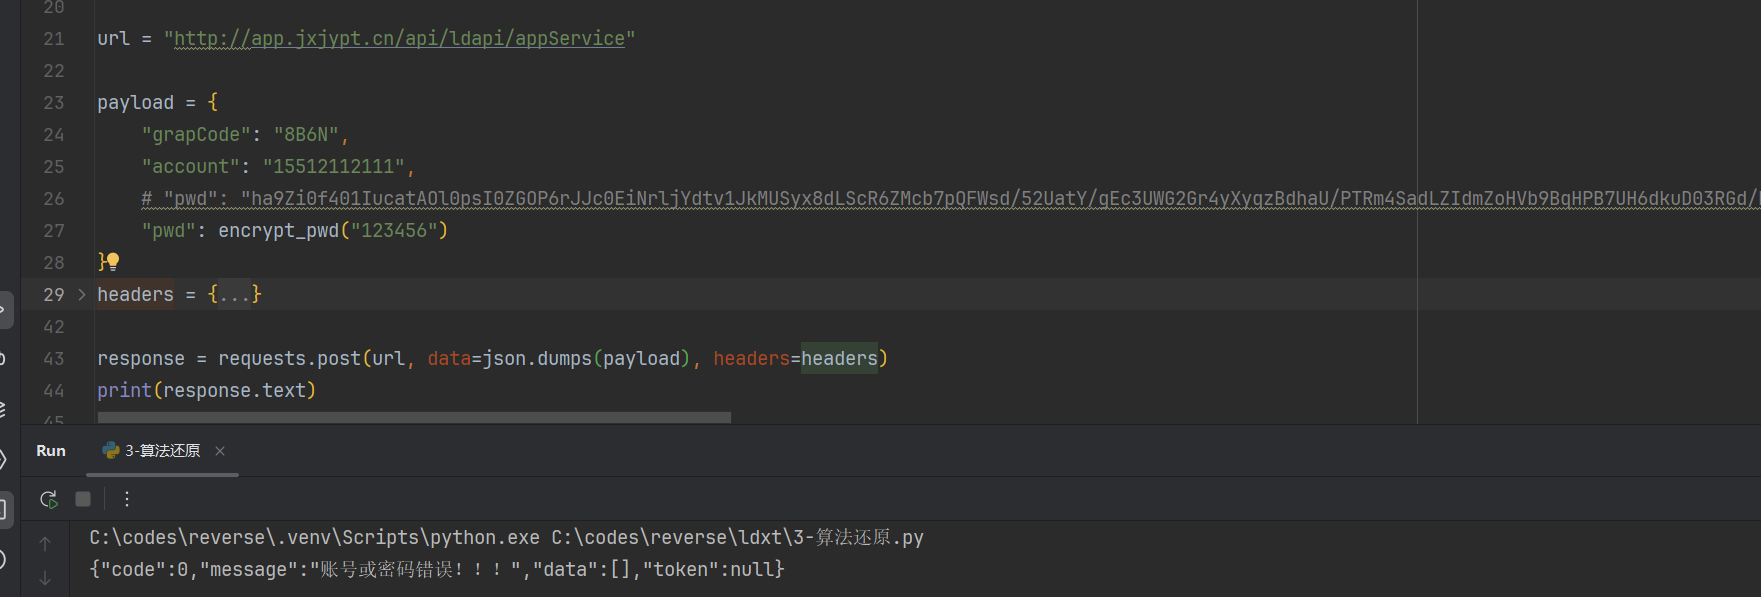 20
21 url = "http://app.jxjypt.cn/api/ldapi/appService"
22
23 payload = {
24 "grapCode": "8B6N",
25 "account": "15512112111",
26 # "pwd": "ha9Zi0f401IucatAOl0psI0ZGOP6rJJc0EiNrljYdtv1JkMUSyx8dLScR6ZMcb7pQFWsd/52UatY/gEc3UWG2Gr4yXyqzBdhaU/PTRm4SadLZIdmZoHVb9BqHPB7UH6dkuD03RGd/
27 "pwd": encrypt_pwd("123456")
28 }
29 headers = {...}
42
43 response = requests.post(url, data=json.dumps(payload), headers=headers)
44 print(response.text)
45
Run 3-算法还原
C:\codes\reverse\.venv\Scripts\python.exe C:\codes\reverse\ldxt\3-算法还原.py
{"code":0,"message":"账号或密码错误！！！","data":[],"token":null}